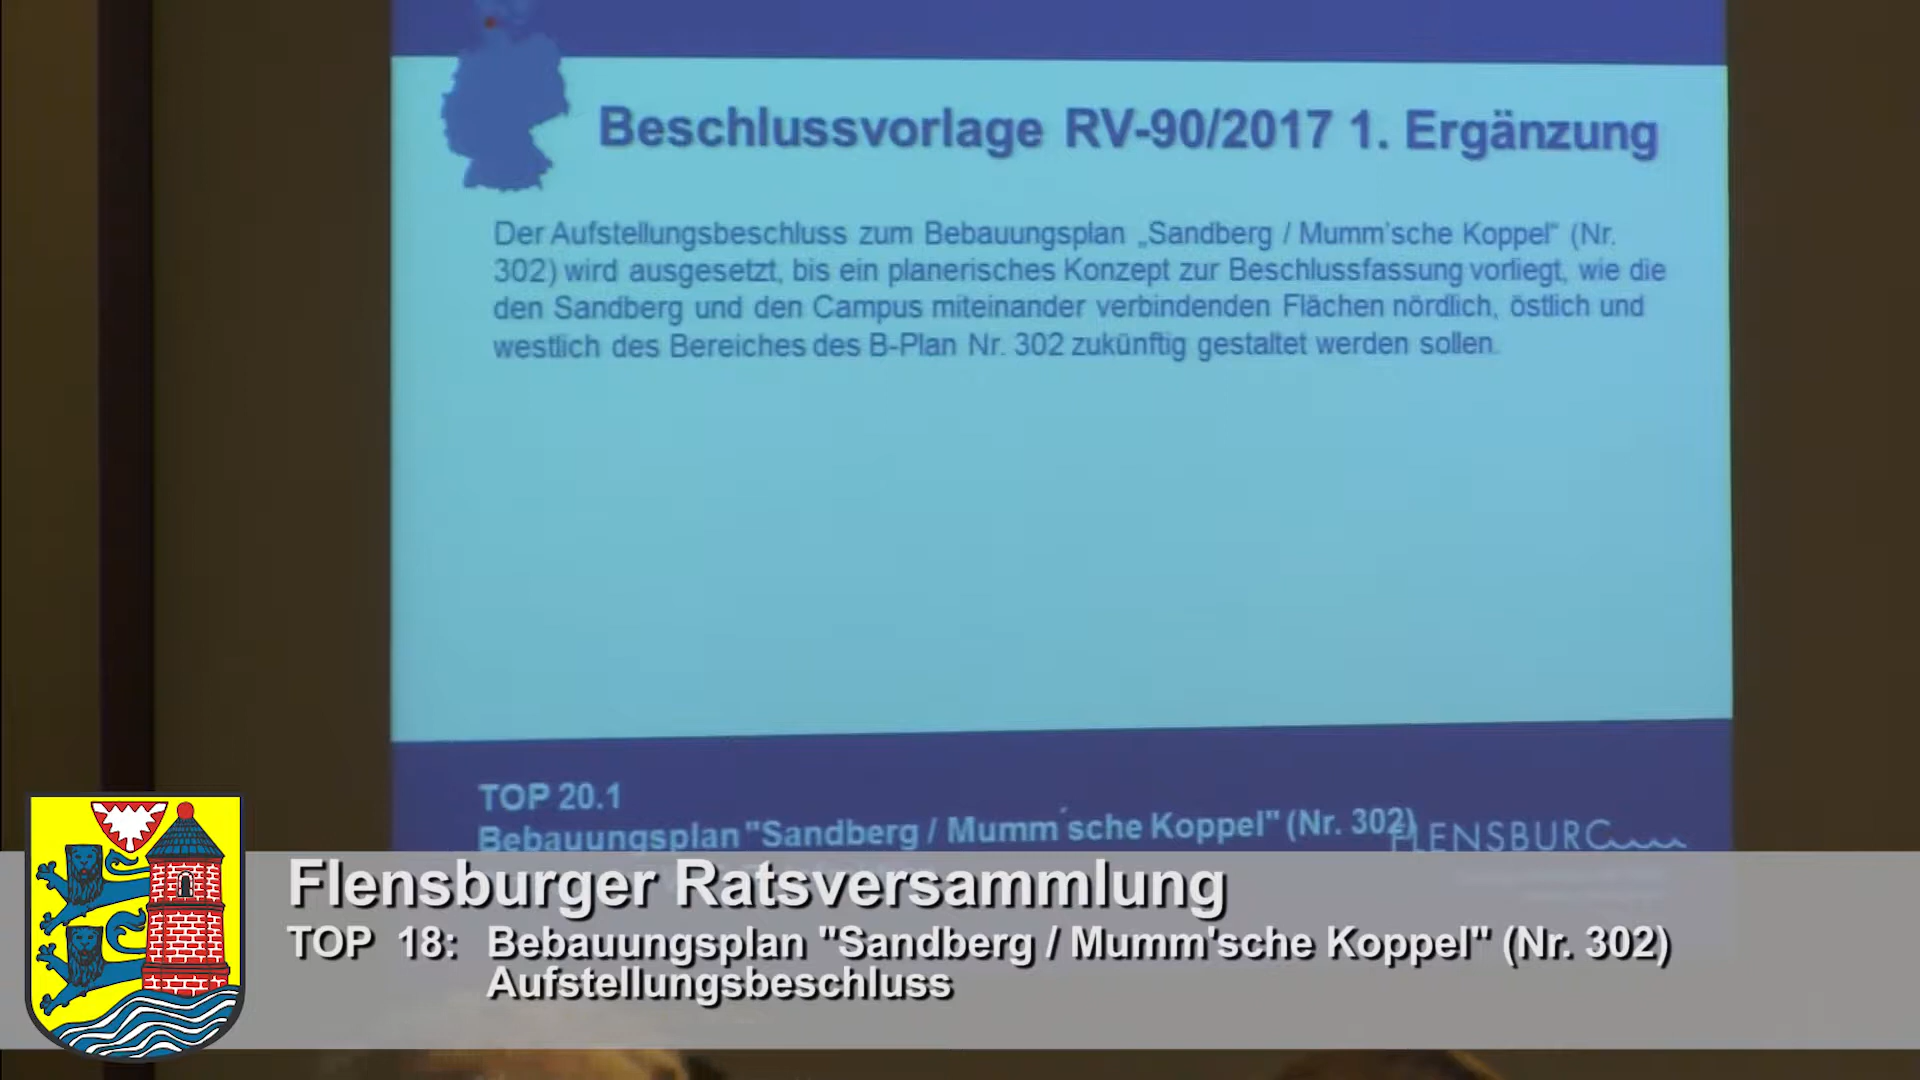 Beschlussvorlage RV-90/2017 1. Ergänzung
Der Aufstellungsbeschluss zum Bebauungsplan „Sandberg / Mumm'sche Koppel“ (Nr.
302) wird ausgesetzt, bis ein planerisches Konzept zur Beschlussfassung vorliegt, wie die
den Sandberg und den Campus miteinander verbindenden Flächen nördlich, östlich und
westlich des Bereiches des B-Plan Nr. 302 zukünftig gestaltet werden sollen.
TOP 20.1
Bebauungsplan "Sandberg / Mumm´sche Koppel" (Nr. 302)
FLENSBURG
Flensburger Ratsversammlung
TOP 18: Bebauungsplan "Sandberg / Mumm'sche Koppel" (Nr. 302)
Aufstellungsbeschluss